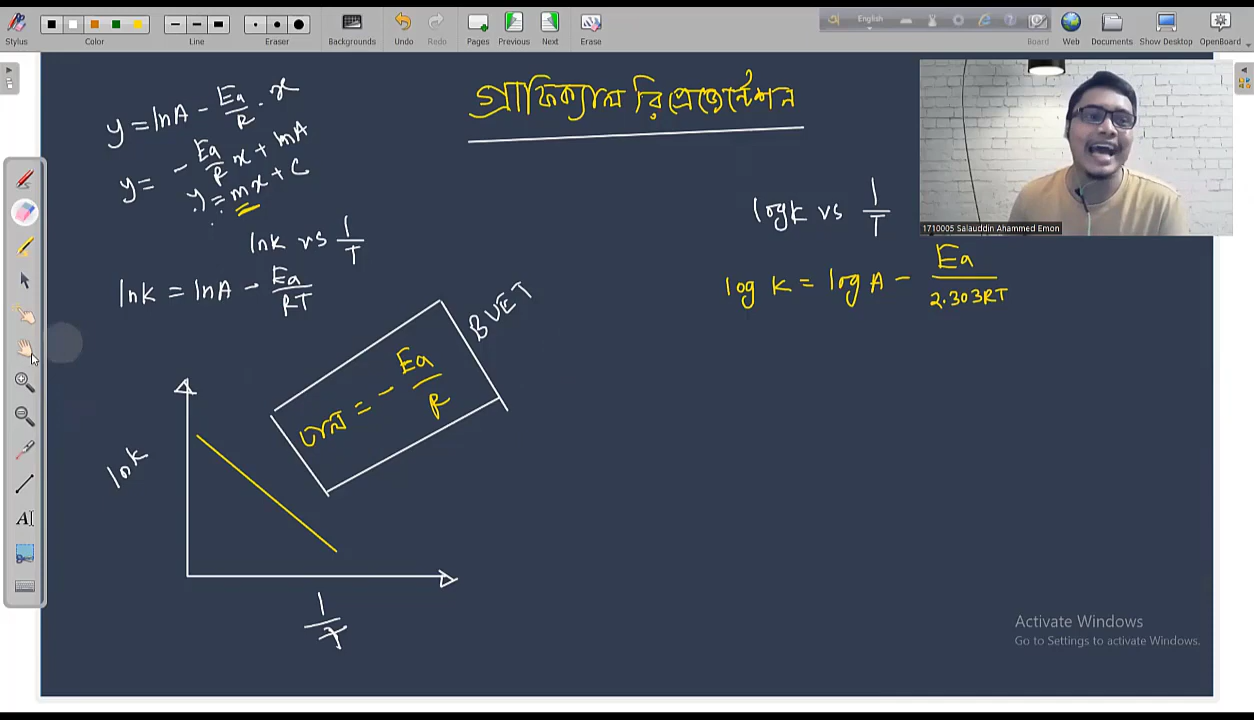 Stylus
Color
Line
Eraser
Backgrounds
Undo
Redo
Pages
Previous
Next
Erase
English
Board
Web
Documents
Show Desktop
OpenBoard
গ্রাফিক্যাল রিপ্রেজেন্টেশন
y = lnA - Ea/R · x
y = - Ea/R x + lnA
y = mx + c
lnk vs 1/T
lnk = lnA - Ea/RT
ঢাল = - Ea/R
BUET
lnk
1/T
logk vs 1/T
log K = log A - Ea/2.303RT
1710005 Salauddin Ahammed Emon
Activate Windows
Go to Settings to activate Windows.